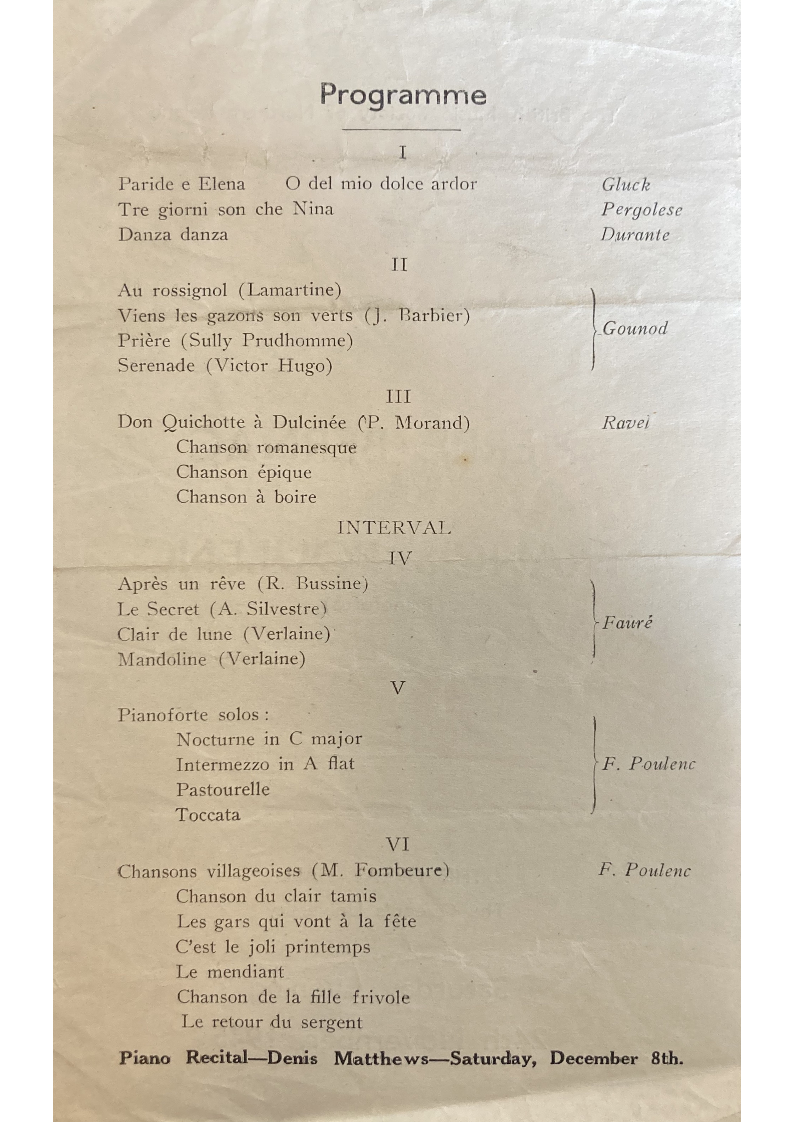 Programme
I
Paride e Elena O del mio dolce ardor Gluck
Tre giorni son che Nina Pergolese
Danza danza Durante
II
Au rossignol (Lamartine)
Viens les gazons son verts (J. Barbier)
Prière (Sully Prudhomme)
Serenade (Victor Hugo)
Gounod
III
Don Quichotte à Dulcinée (P. Morand) Ravel
Chanson romanesque
Chanson épique
Chanson à boire
INTERVAL
IV
Après un rêve (R. Bussine)
Le Secret (A. Silvestre)
Clair de lune (Verlaine)
Mandoline (Verlaine)
Fauré
V
Pianoforte solos :
Nocturne in C major
Intermezzo in A flat
Pastourelle
Toccata
F. Poulenc
VI
Chansons villageoises (M. Fombeure) F. Poulenc
Chanson du clair tamis
Les gars qui vont à la fête
C'est le joli printemps
Le mendiant
Chanson de la fille frivole
Le retour du sergent
Piano Recital—Denis Matthews—Saturday, December 8th.